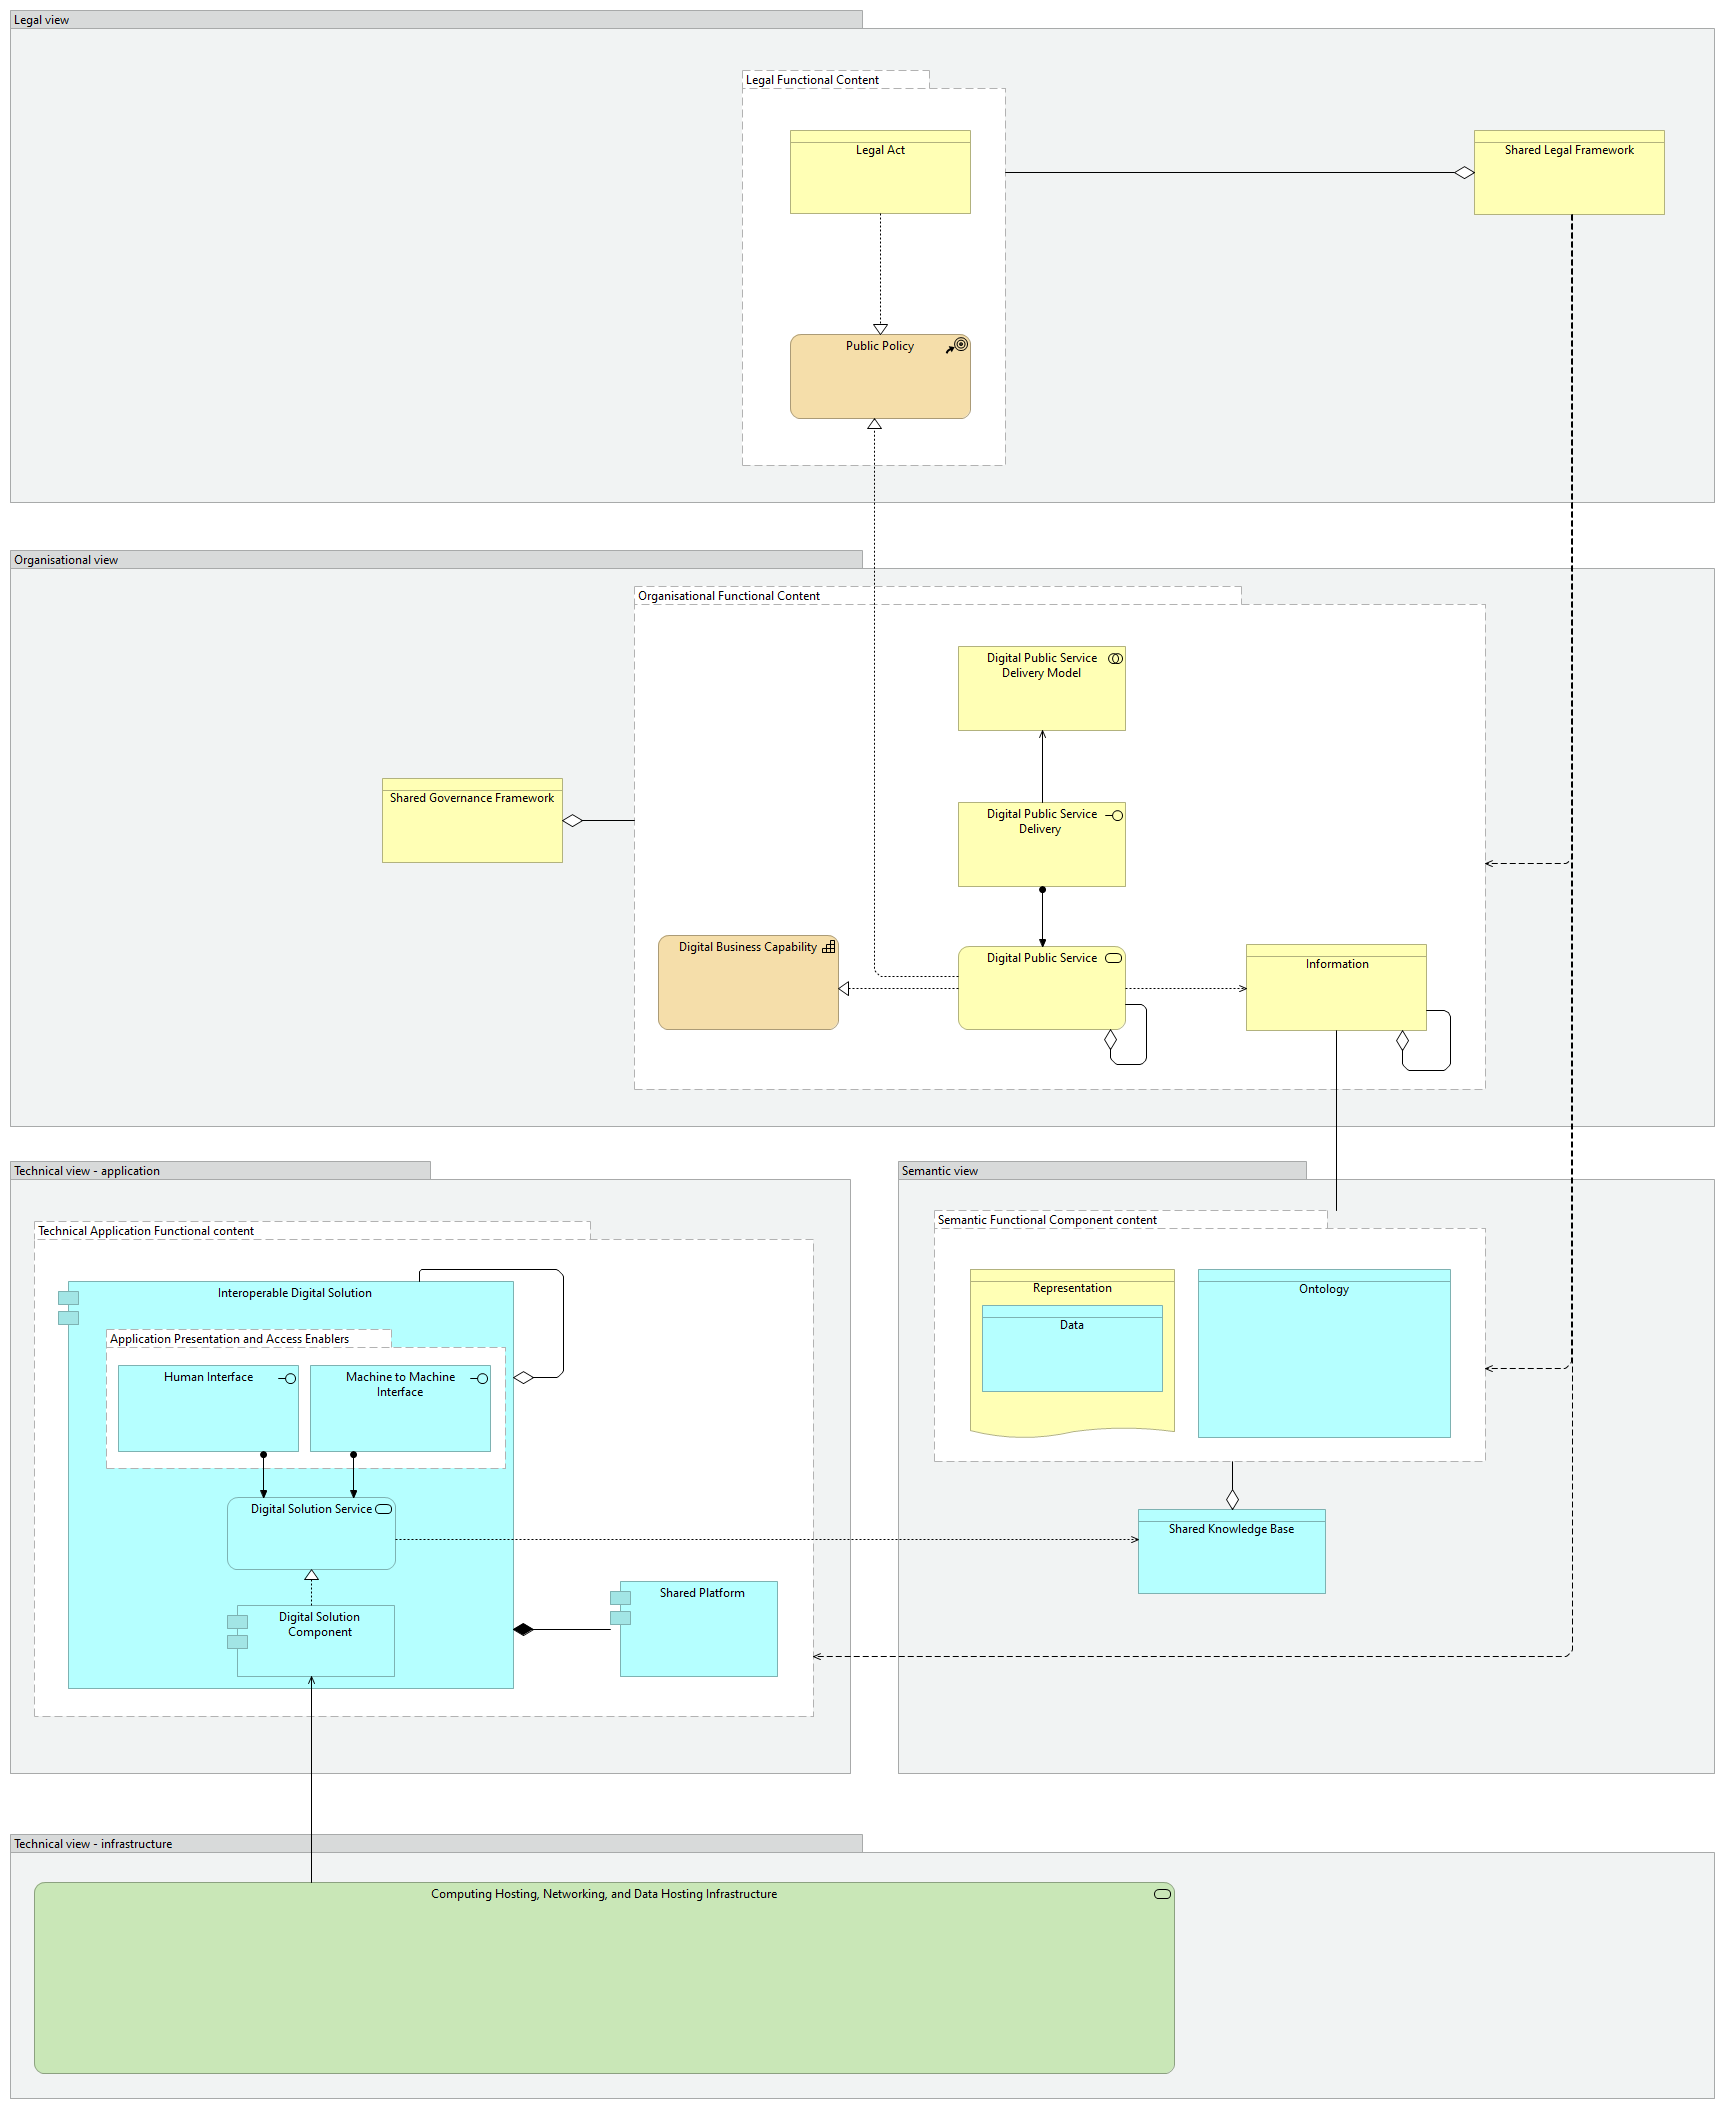 Legal view
Legal Functional Content
Legal Act
Shared Legal Framework
Public Policy
Organisational view
Organisational Functional Content
Digital Public Service
Delivery Model
Shared Governance Framework
Digital Public Service
Delivery
Digital Business Capability
Digital Public Service
Information
Technical view - application
Technical Application Functional content
Interoperable Digital Solution
Application Presentation and Access Enablers
Human Interface
Machine to Machine
Interface
Digital Solution Service
Digital Solution
Component
Shared Platform
Semantic view
Semantic Functional Component content
Representation
Data
Ontology
Shared Knowledge Base
Technical view - infrastructure
Computing Hosting, Networking, and Data Hosting Infrastructure